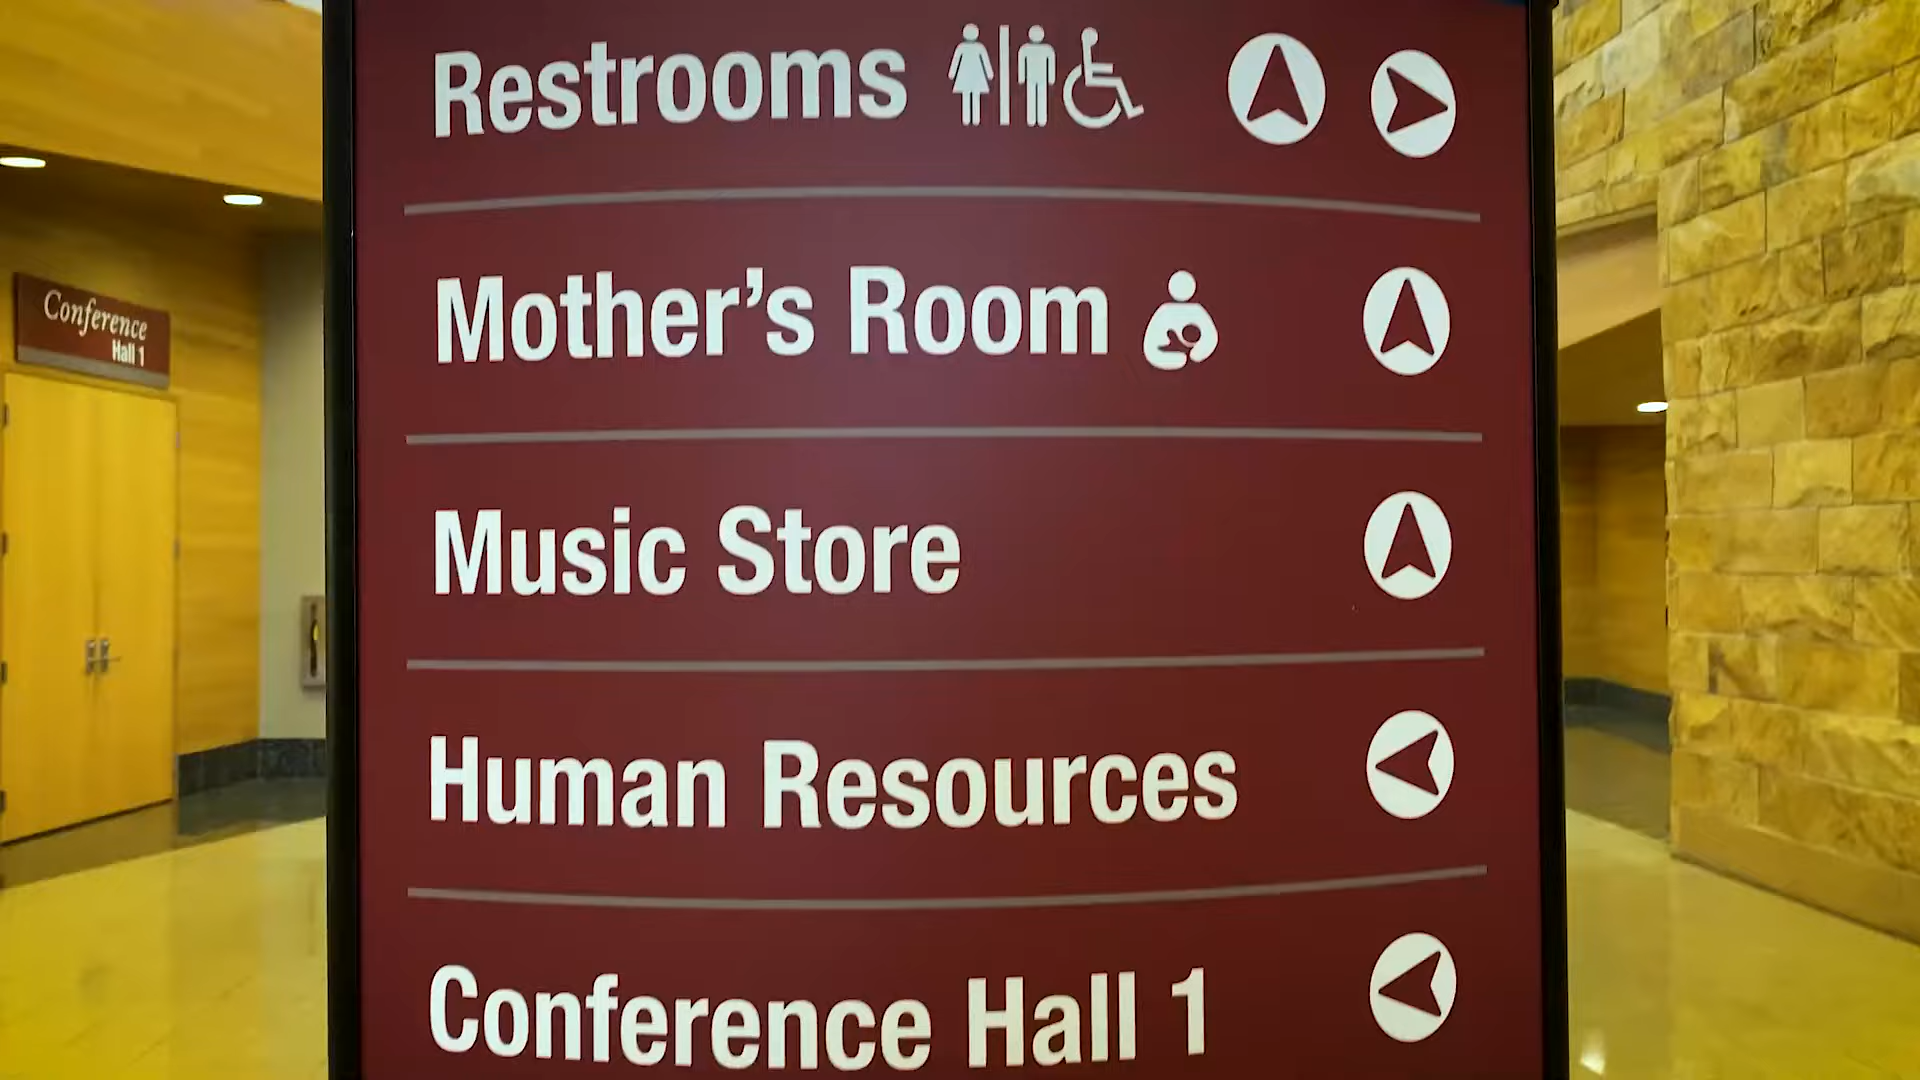 Restrooms
Mother's Room
Music Store
Human Resources
Conference Hall 1
Conference
Hall 1